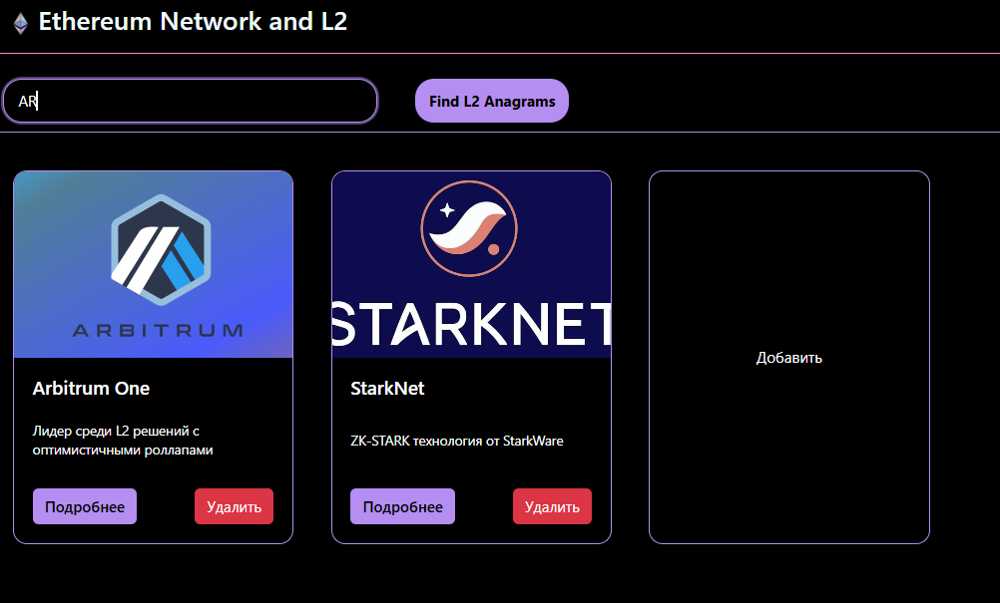 Ethereum Network and L2
AR
Find L2 Anagrams
ARBITRUM
STARKNET
Arbitrum One
Лидер среди L2 решений с
оптимистичными роллапами
Подробнее
Удалить
StarkNet
ZK-STARK технология от StarkWare
Подробнее
Удалить
Добавить